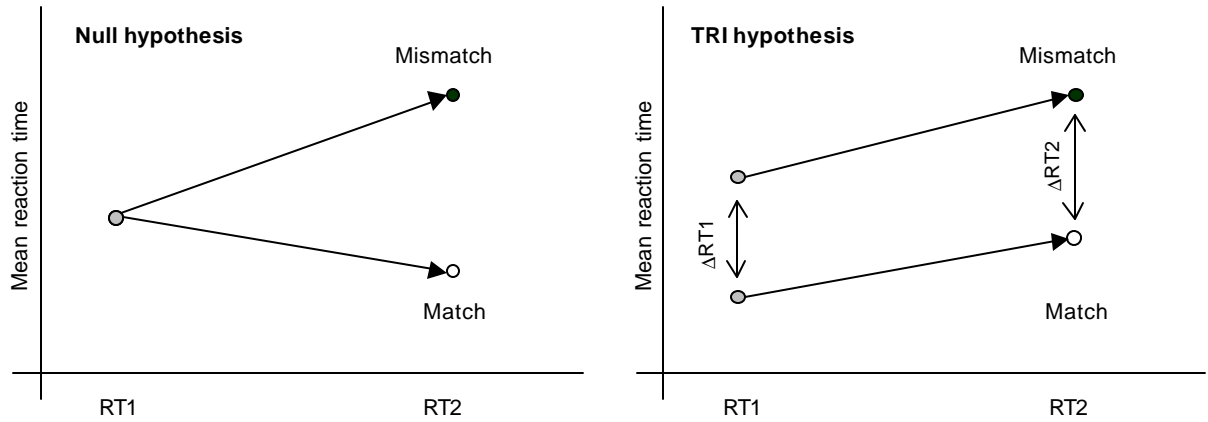 Null hypothesis
Mismatch
Mean reaction time
Match
RT1
RT2
TRI hypothesis
Mismatch
Mean reaction time
ΔRT1
ΔRT2
Match
RT1
RT2